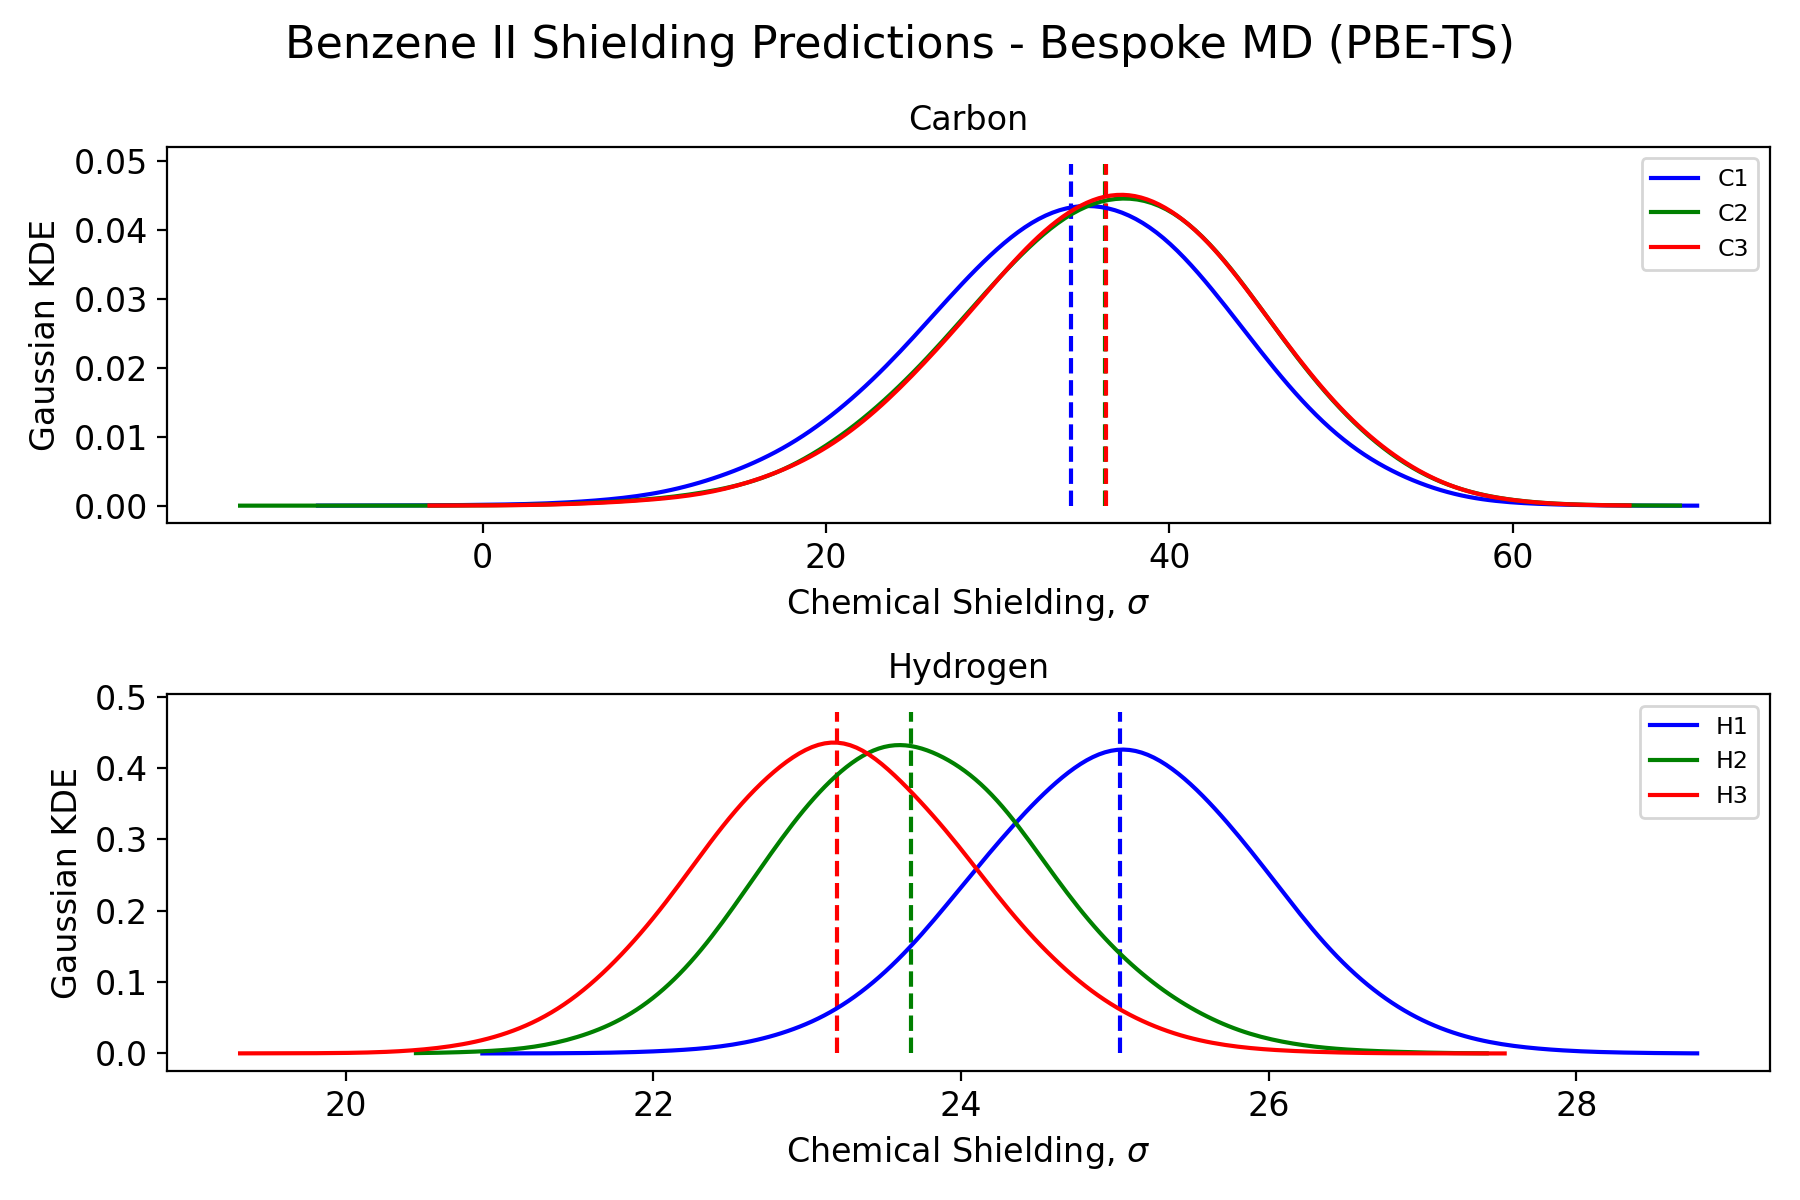 Benzene II Shielding Predictions - Bespoke MD (PBE-TS)
Carbon
Gaussian KDE
0.05
0.04
0.03
0.02
0.01
0.00
C1
C2
C3
0 20 40 60
Chemical Shielding, σ
Hydrogen
Gaussian KDE
0.5
0.4
0.3
0.2
0.1
0.0
H1
H2
H3
20 22 24 26 28
Chemical Shielding, σ